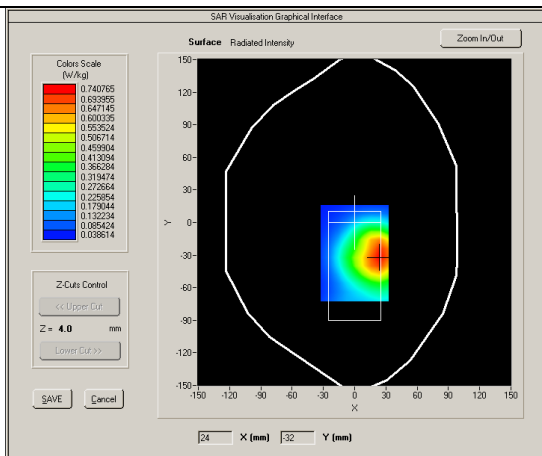 SAR Visualisation Graphical Interface
Surface Radiated Intensity
Zoom In/Out
Colors Scale
(W/kg)
0.740765
0.693955
0.647145
0.600335
0.553524
0.506714
0.459904
0.413094
0.366284
0.319474
0.272664
0.225854
0.179044
0.132234
0.085424
0.038614
Z-Cuts Control
<< Upper Cut
Z = 4.0 mm
Lower Cut >>
SAVE Cancel
150
120
90
60
30
Y 0
-30
-60
-90
-120
-150
-150 -120 -90 -60 -30 0 30 60 90 120 150
X
24 X (mm) -32 Y (mm)